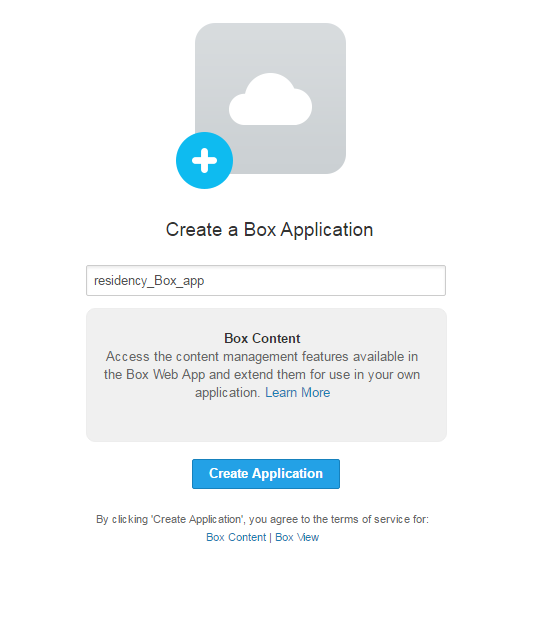 Create a Box Application
residency_Box_app
Box Content
Access the content management features available in
the Box Web App and extend them for use in your own
application. Learn More
Create Application
By clicking 'Create Application', you agree to the terms of service for:
Box Content | Box View